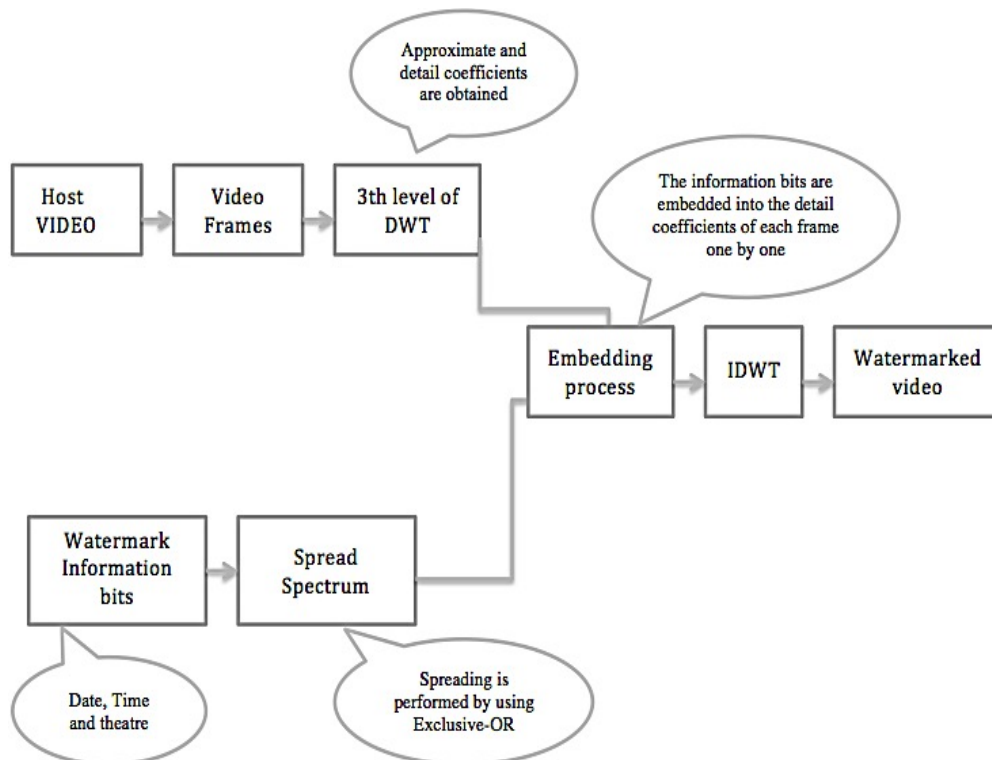 Approximate and
detail coefficients
are obtained
Host
VIDEO
Video
Frames
3th level of
DWT
The information bits are
embedded into the detail
coefficients of each frame
one by one
Embedding
process
IDWT
Watermarked
video
Watermark
Information
bits
Spread
Spectrum
Date, Time
and theatre
Spreading is
performed by using
Exclusive-OR